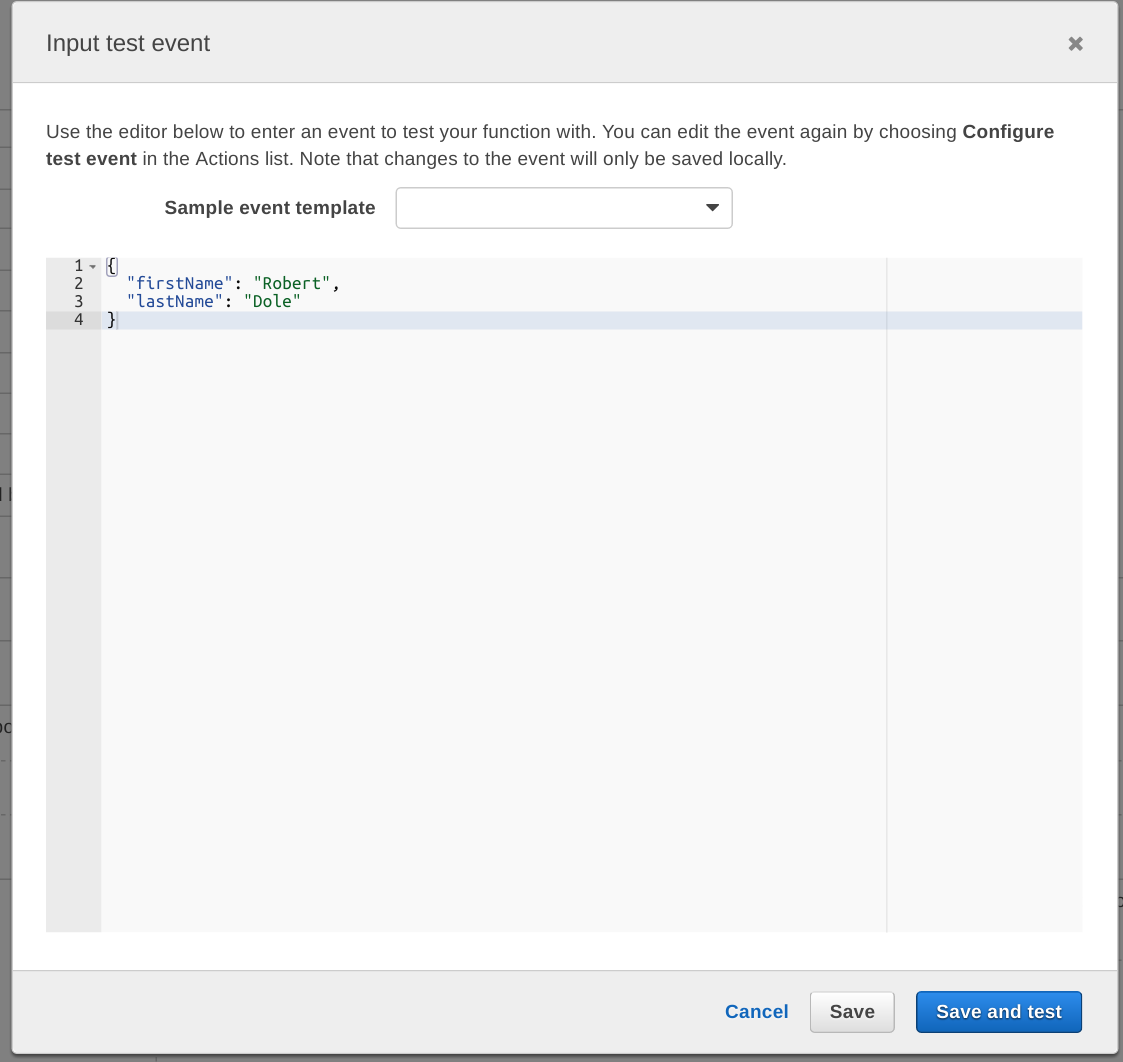 Input test event
Use the editor below to enter an event to test your function with. You can edit the event again by choosing Configure
test event in the Actions list. Note that changes to the event will only be saved locally.
Sample event template
1 {
2 "firstName": "Robert",
3 "lastName": "Dole"
4 }
Cancel Save Save and test